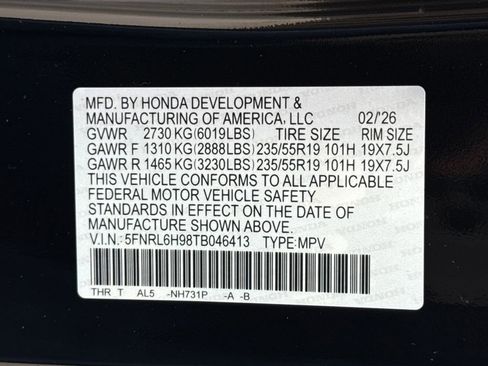 MFD. BY HONDA DEVELOPMENT &
MANUFACTURING OF AMERICA, LLC 02/26
GVWR 2730 KG(6019LBS) TIRE SIZE RIM SIZE
GAWR F 1310 KG(2888LBS) 235/55R19 101H 19X7.5J
GAWR R 1465 KG(3230LBS) 235/55R19 101H 19X7.5J
THIS VEHICLE CONFORMS TO ALL APPLICABLE
FEDERAL MOTOR VEHICLE SAFETY
STANDARDS IN EFFECT ON THE DATE OF
MANUFACTURE SHOWN ABOVE.
V.I.N.: 5FNRL6H98TB046413 TYPE:MPV
THR T AL5 -NH731P -A -B